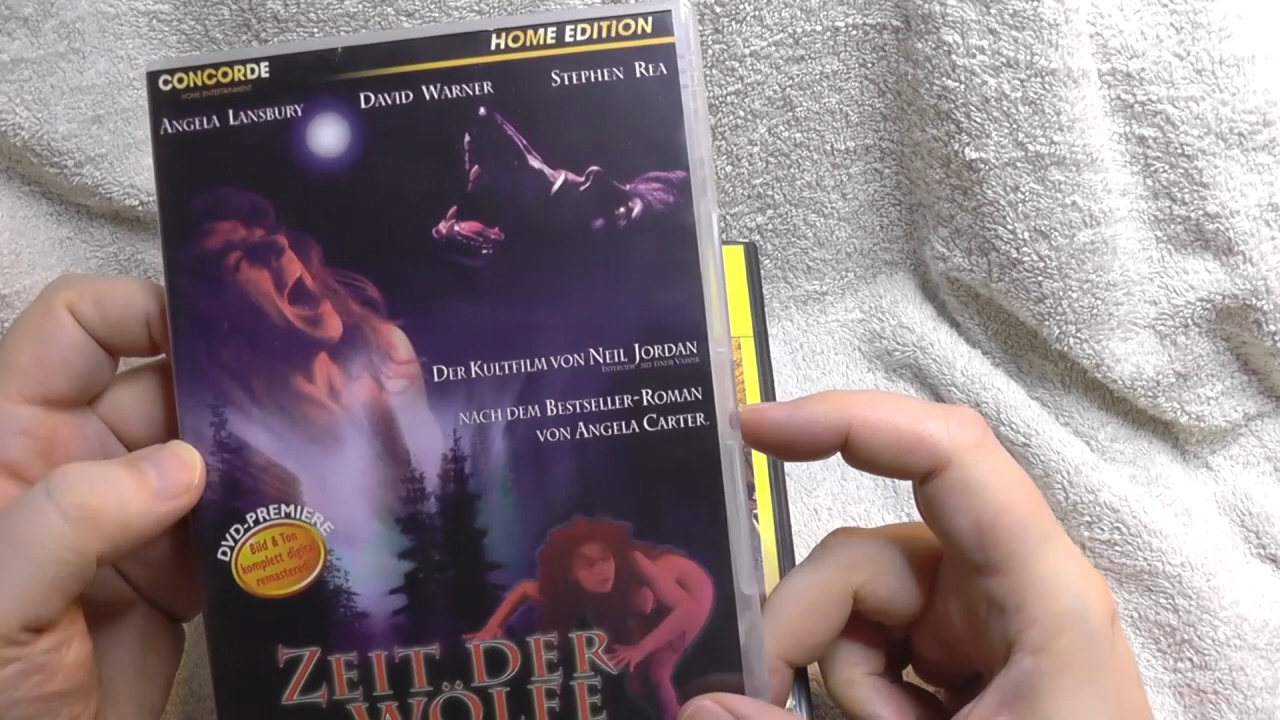 HOME EDITION
CONCORDE
HOME ENTERTAINMENT
ANGELA LANSBURY
DAVID WARNER
STEPHEN REA
DER KULTFILM VON NEIL JORDAN
INTERVIEW MIT EINEM VAMPIR
NACH DEM BESTSELLER-ROMAN
VON ANGELA CARTER.
DVD-PREMIERE
Bild & Ton
komplett digital
remastered!
ZEIT DER
WÖLFE